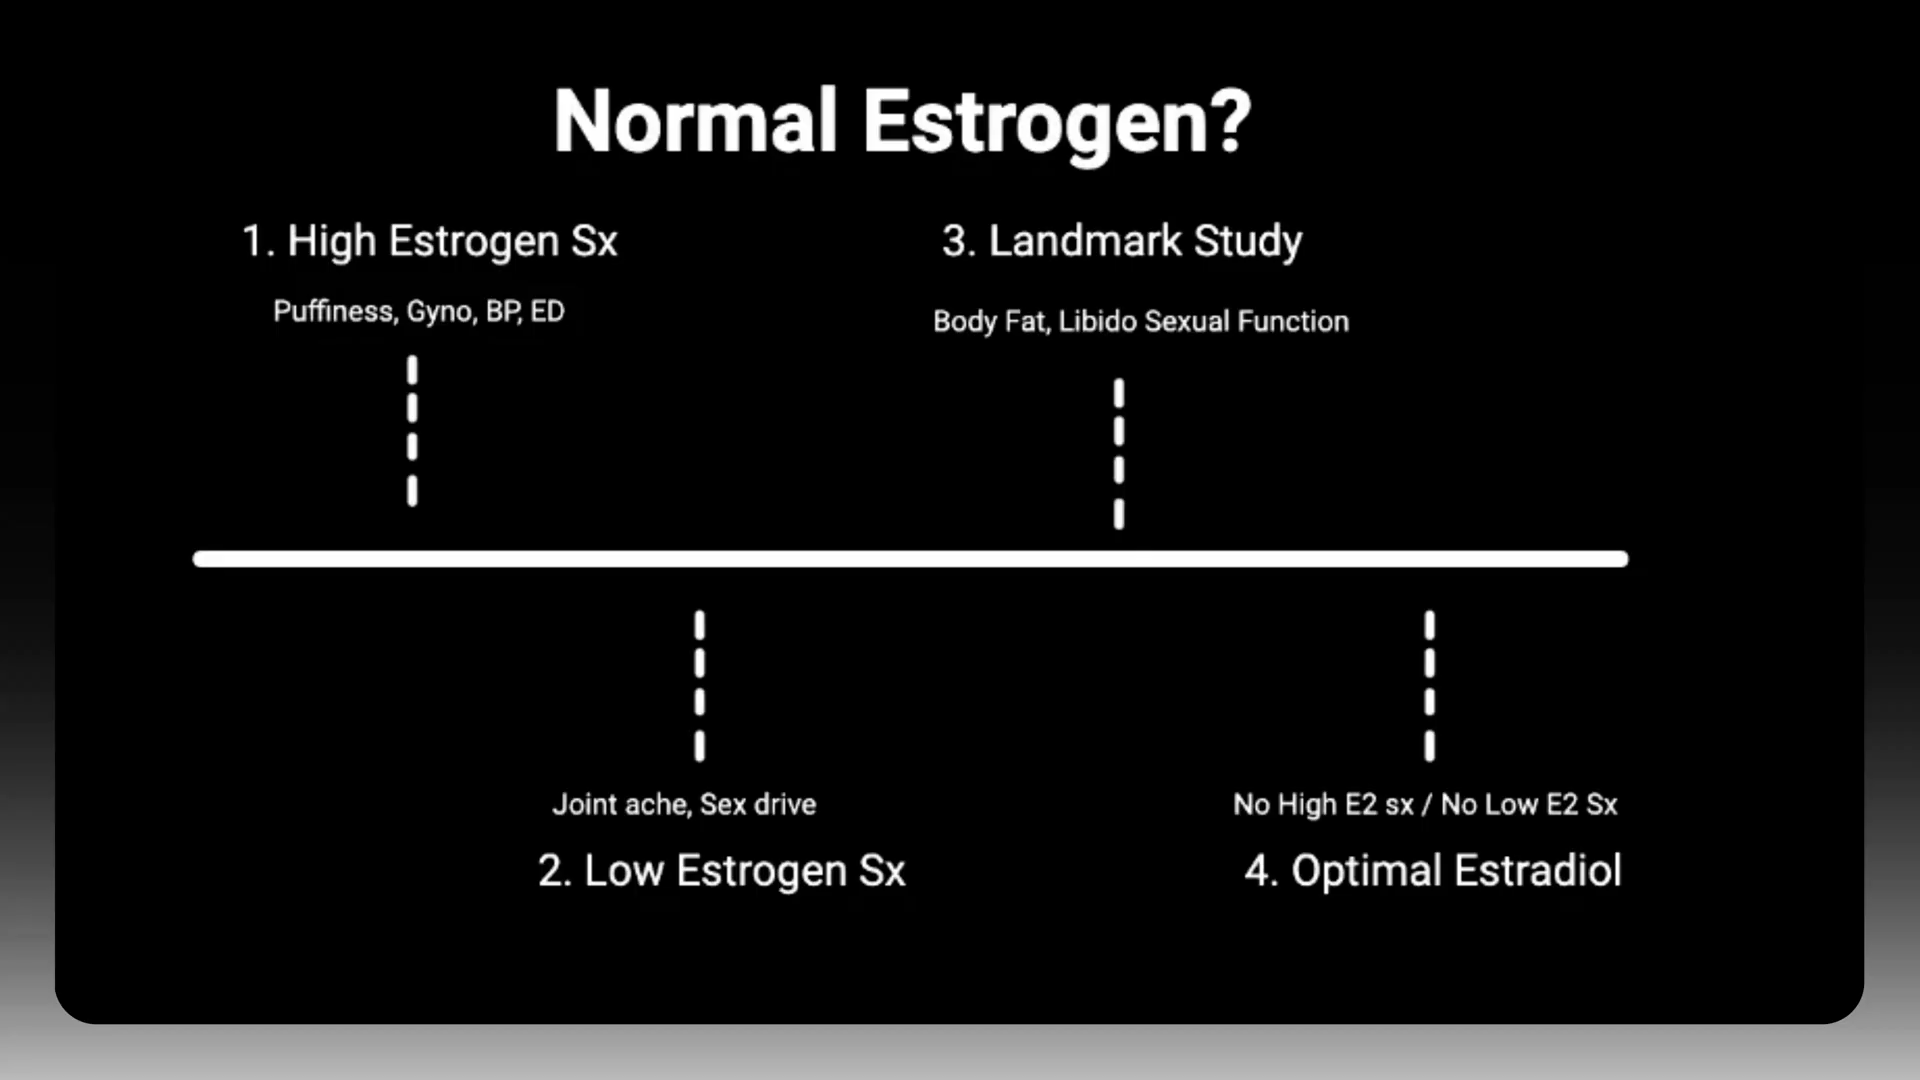 Normal Estrogen?
1. High Estrogen Sx
Puffiness, Gyno, BP, ED
3. Landmark Study
Body Fat, Libido Sexual Function
Joint ache, Sex drive
2. Low Estrogen Sx
No High E2 sx / No Low E2 Sx
4. Optimal Estradiol